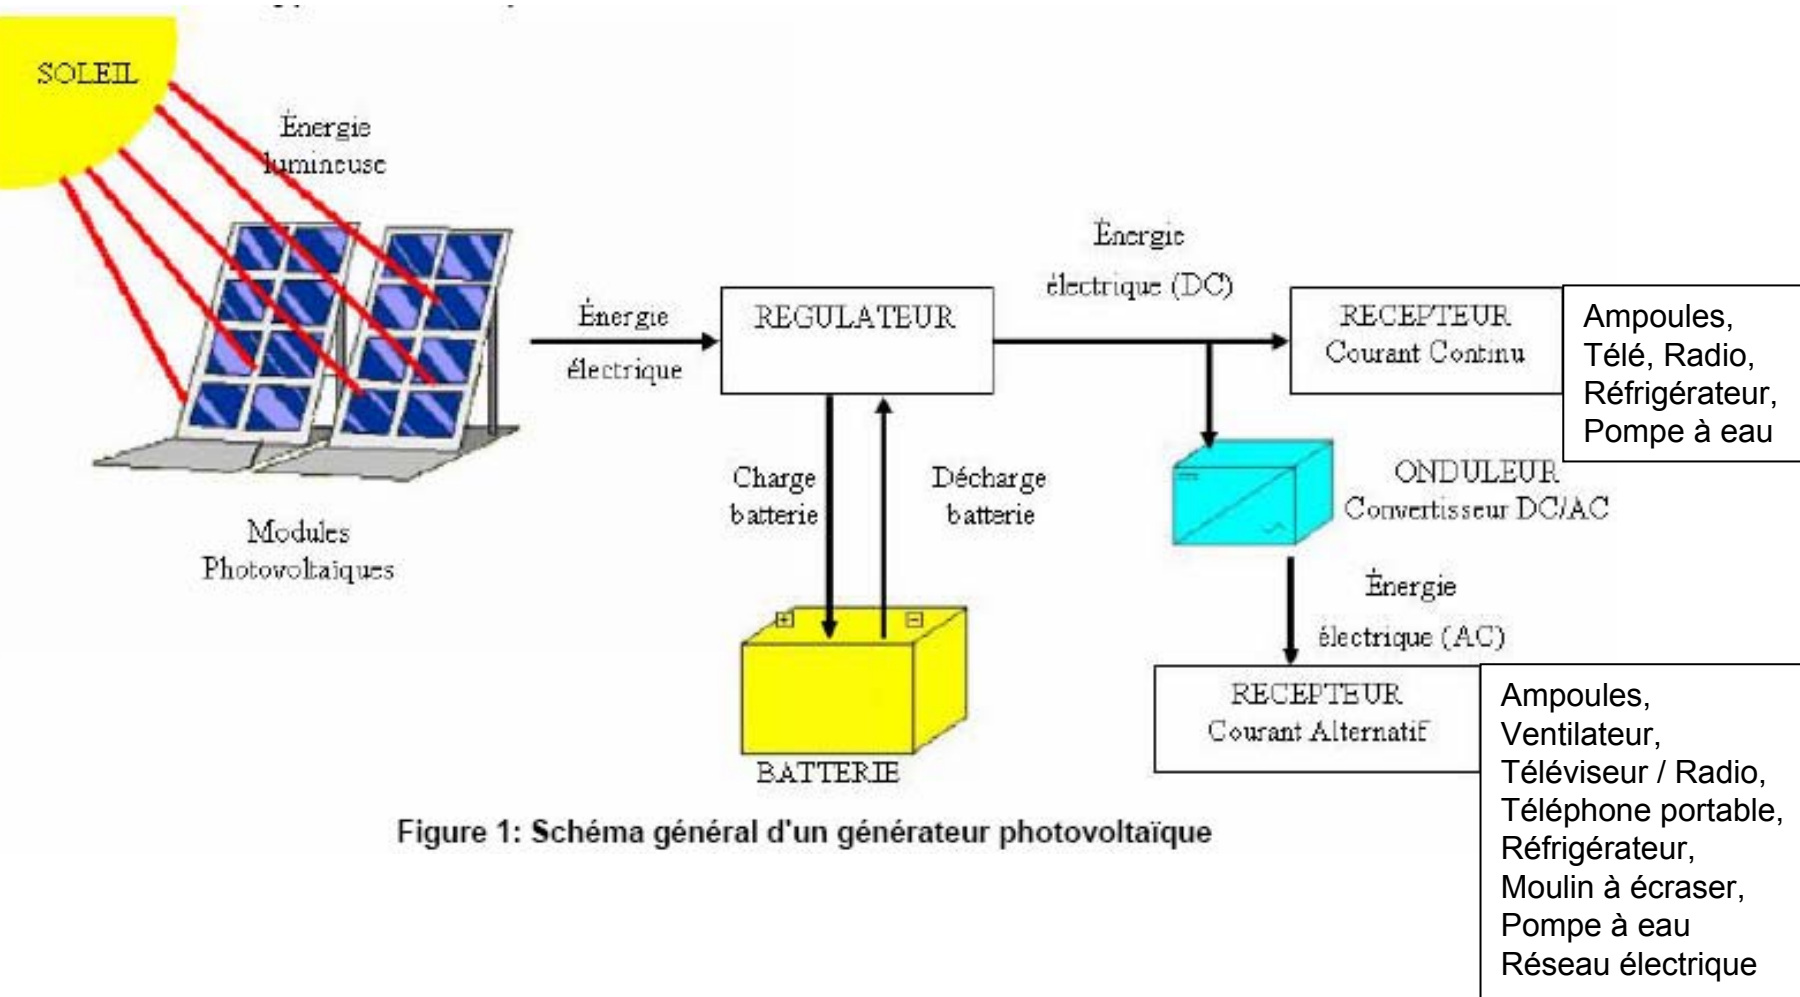 SOLEIL
Énergie
lumineuse
Énergie
électrique
REGULATEUR
Énergie
électrique (DC)
RECEPTEUR
Courant Continu
Ampoules,
Télé, Radio,
Réfrigérateur,
Pompe à eau
Modules
Photovoltaiques
Charge
batterie
Décharge
batterie
ONDULEUR
Convertisseur DC/AC
Énergie
électrique (AC)
+
−
BATTERIE
RECEPTEUR
Courant Alternatif
Ampoules,
Ventilateur,
Téléviseur / Radio,
Téléphone portable,
Réfrigérateur,
Moulin à écraser,
Pompe à eau
Réseau électrique
Figure 1: Schéma général d'un générateur photovoltaïque